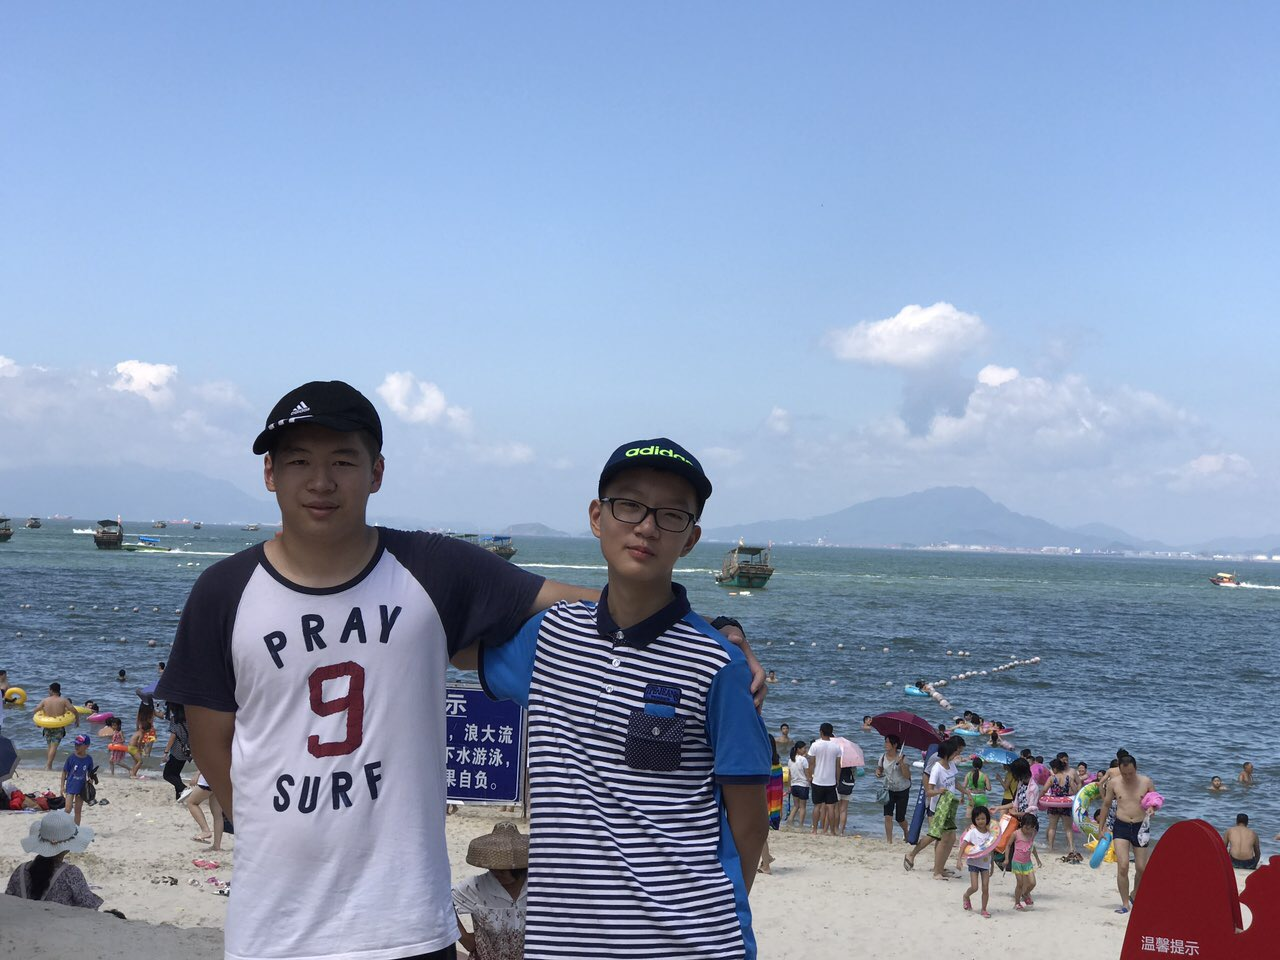 adidas
PRAY
9
SURF
示
，浪大流
下水游泳，
果自负。
温馨提示